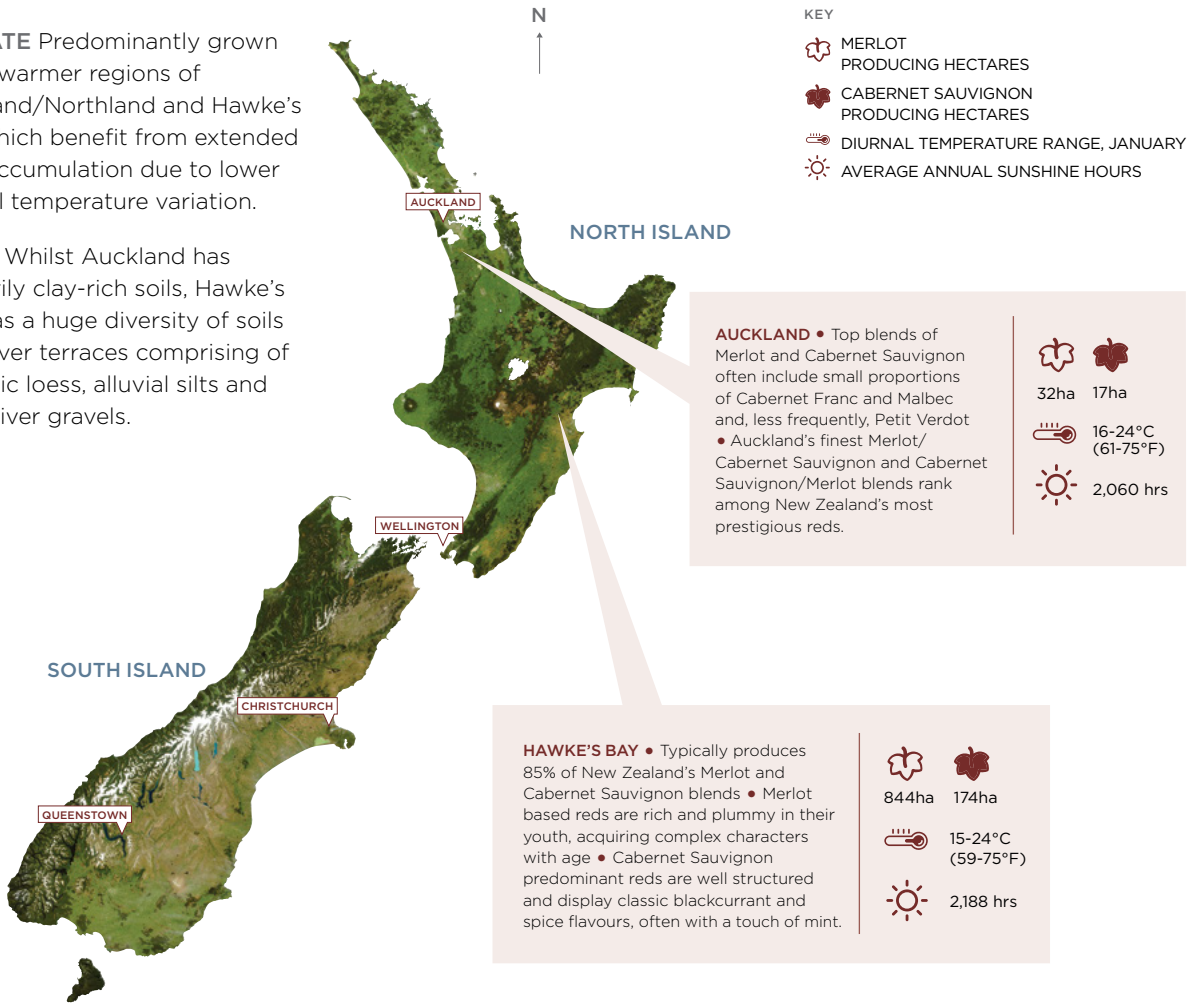 ATE Predominantly grown
warmer regions of
and/Northland and Hawke's
hich benefit from extended
ccumulation due to lower
l temperature variation.
Whilst Auckland has
ily clay-rich soils, Hawke's
as a huge diversity of soils
ver terraces comprising of
ic loess, alluvial silts and
iver gravels.
N
KEY
MERLOT
PRODUCING HECTARES
CABERNET SAUVIGNON
PRODUCING HECTARES
DIURNAL TEMPERATURE RANGE, JANUARY
AVERAGE ANNUAL SUNSHINE HOURS
AUCKLAND
NORTH ISLAND
AUCKLAND • Top blends of
Merlot and Cabernet Sauvignon
often include small proportions
of Cabernet Franc and Malbec
and, less frequently, Petit Verdot
• Auckland's finest Merlot/
Cabernet Sauvignon and Cabernet
Sauvignon/Merlot blends rank
among New Zealand's most
prestigious reds.
32ha 17ha
16-24°C
(61-75°F)
2,060 hrs
WELLINGTON
SOUTH ISLAND
CHRISTCHURCH
QUEENSTOWN
HAWKE'S BAY • Typically produces
85% of New Zealand's Merlot and
Cabernet Sauvignon blends • Merlot
based reds are rich and plummy in their
youth, acquiring complex characters
with age • Cabernet Sauvignon
predominant reds are well structured
and display classic blackcurrant and
spice flavours, often with a touch of mint.
844ha 174ha
15-24°C
(59-75°F)
2,188 hrs